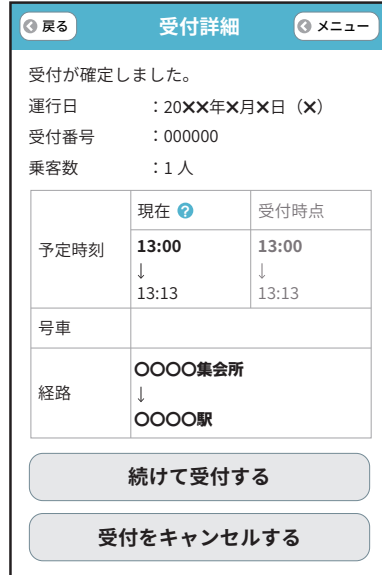 戻る 受付詳細 メニュー
受付が確定しました。
運行日 ：20✕✕年✕月✕日（✕）
受付番号 ：000000
乗客数 ：1人
現在 ? 受付時点
予定時刻 13:00 13:00
↓ ↓
13:13 13:13
号車
〇〇〇〇集会所
経路 ↓
〇〇〇〇駅
続けて受付する
受付をキャンセルする